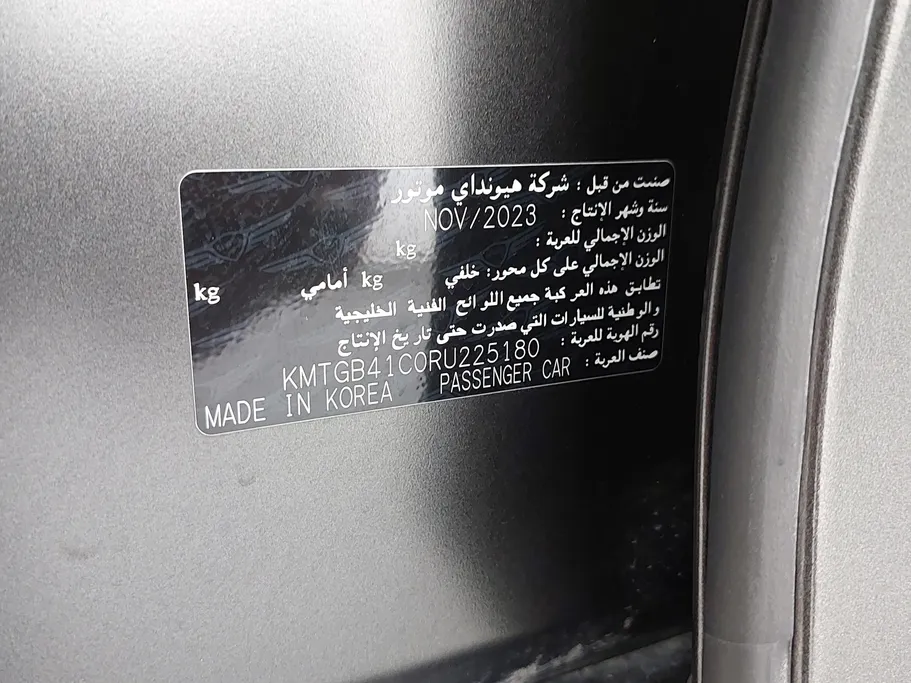 صنعت من قبل : شركة هيونداي موتور
سنة وشهر الإنتاج : NOV/2023
الوزن الإجمالي للعربة : kg
الوزن الإجمالي على كل محور: خلفي kg أمامي kg
تطابق هذه المركبة جميع اللوائح الفنية الخليجية
والوطنية للسيارات التي صدرت حتى تاريخ الإنتاج
رقم الهوية للعربة : KMTGB41C0RU225180
صنف العربة : PASSENGER CAR
MADE IN KOREA